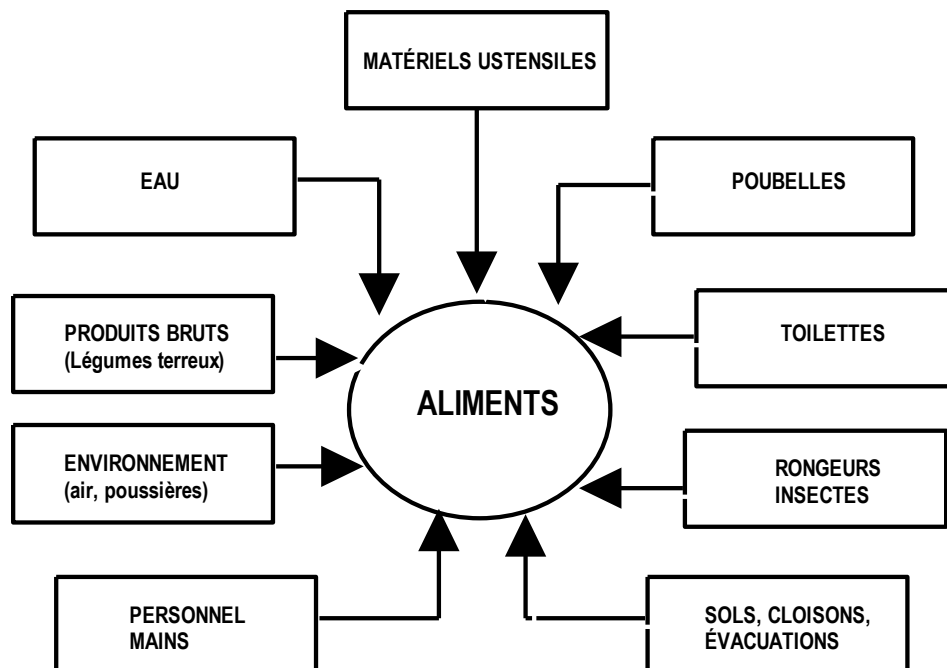 MATÉRIELS USTENSILES
EAU
POUBELLES
PRODUITS BRUTS
(Légumes terreux)
TOILETTES
ALIMENTS
ENVIRONNEMENT
(air, poussières)
RONGEURS
INSECTES
PERSONNEL
MAINS
SOLS, CLOISONS,
ÉVACUATIONS